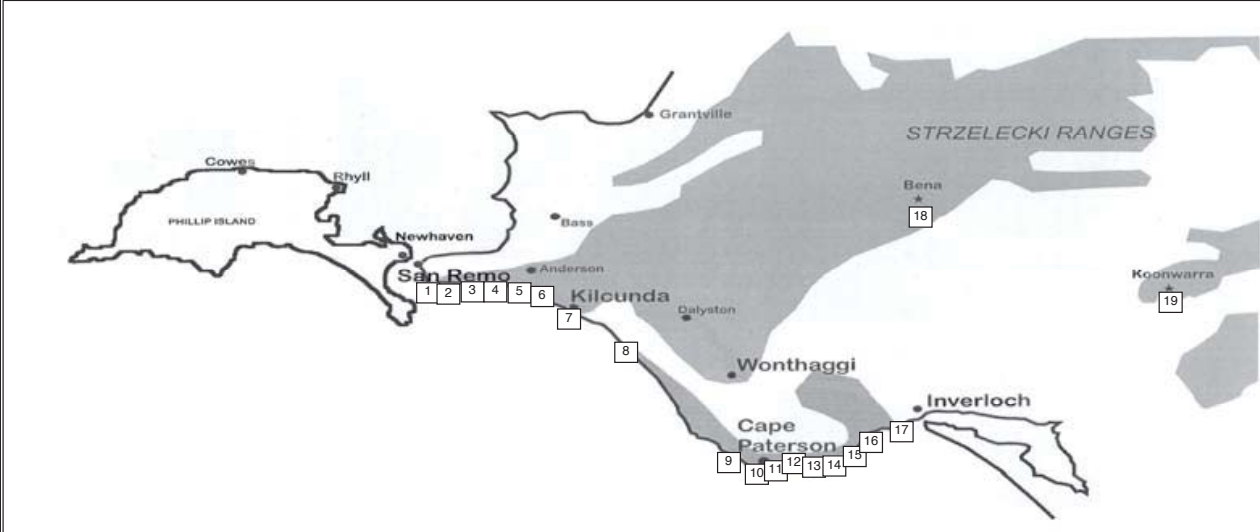 Grantville
STRZELECKI RANGES
Cowes
Rhyll
Bena
18
PHILLIP ISLAND
Bass
Newhaven
San Remo
Anderson
Koonwarra
19
1 2 3 4 5 6
Kilcunda
7
Dalyston
8
Wonthaggi
Inverloch
Cape
Paterson
9 10 11 12 13 14 15 16 17